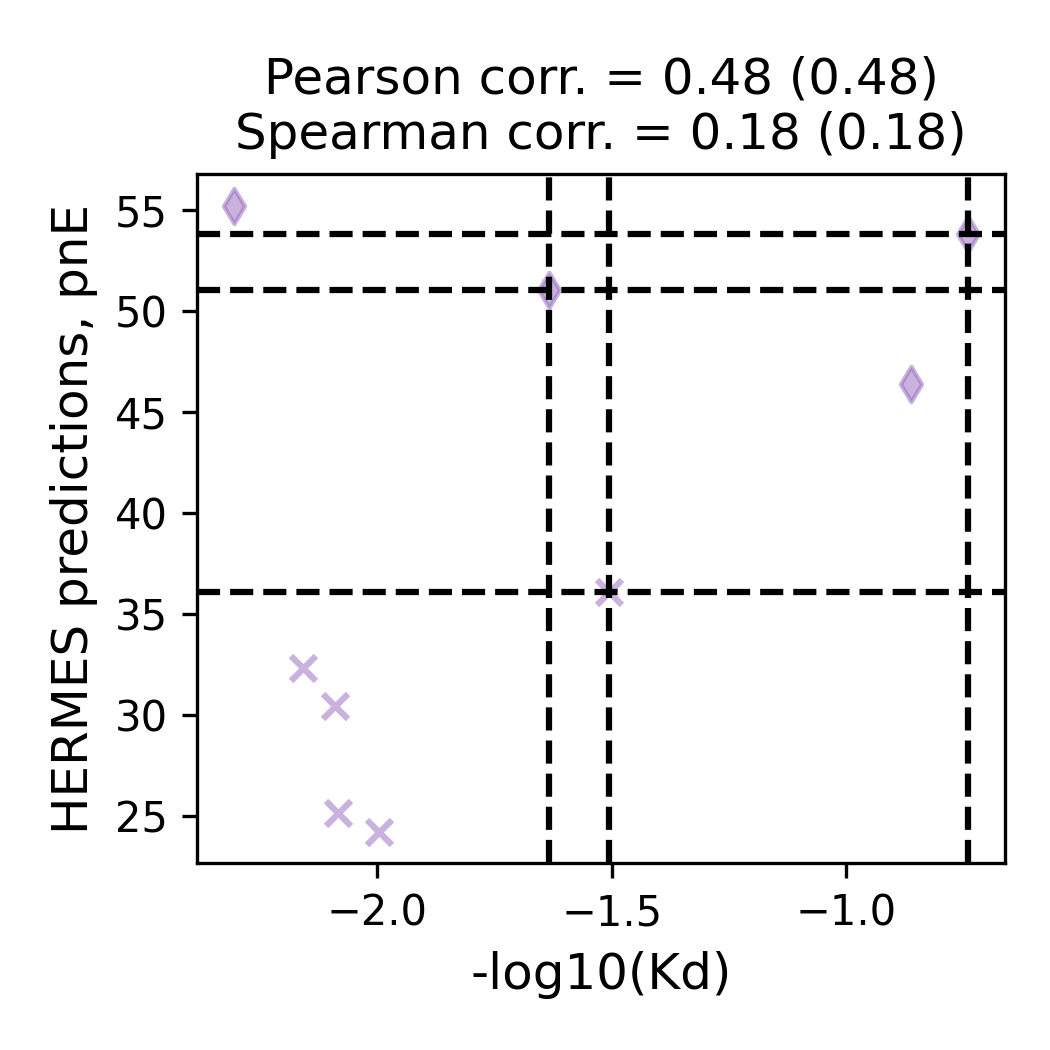 Pearson corr. = 0.48 (0.48)
Spearman corr. = 0.18 (0.18)
HERMES predictions, pnE
55
50
45
40
35
30
25
−2.0
−1.5
−1.0
-log10(Kd)